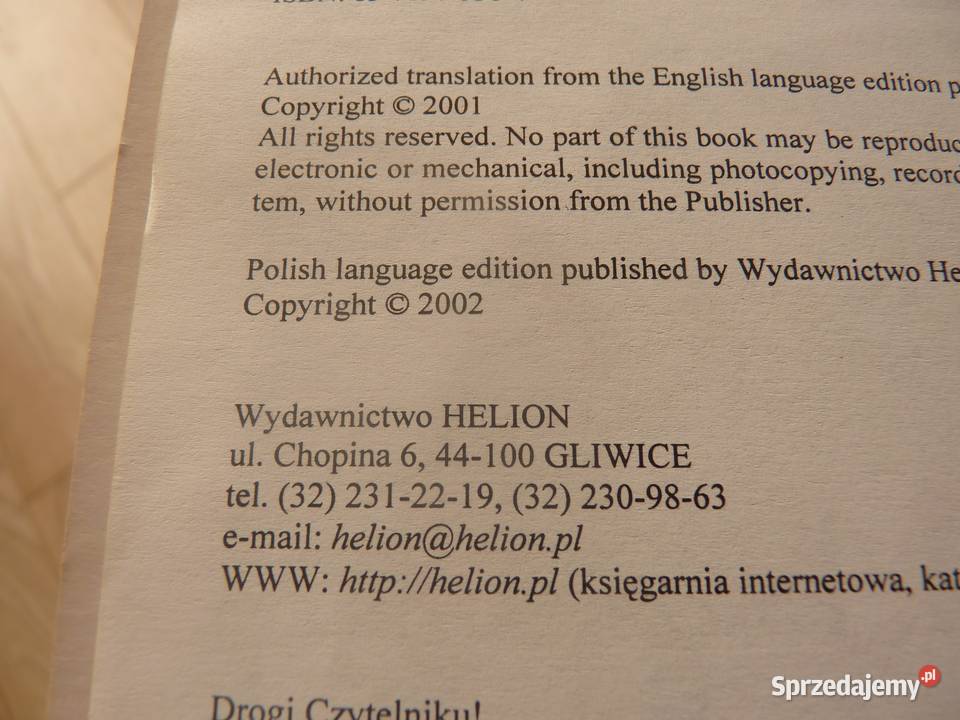 Authorized translation from the English language edition
Copyright © 2001
All rights reserved. No part of this book may be
electronic or mechanical, including photocopying,
tem, without permission from the Publisher.
Polish language edition published by Wydawnictwo
Copyright © 2002
Wydawnictwo HELION
ul. Chopina 6, 44-100 GLIWICE
tel. (32) 231-22-19, (32) 230-98-63
e-mail: helion@helion.pl
WWW: http://helion.pl (księgarnia internetowa,
Drogi Czytelniku!
Sprzedajemy.pl